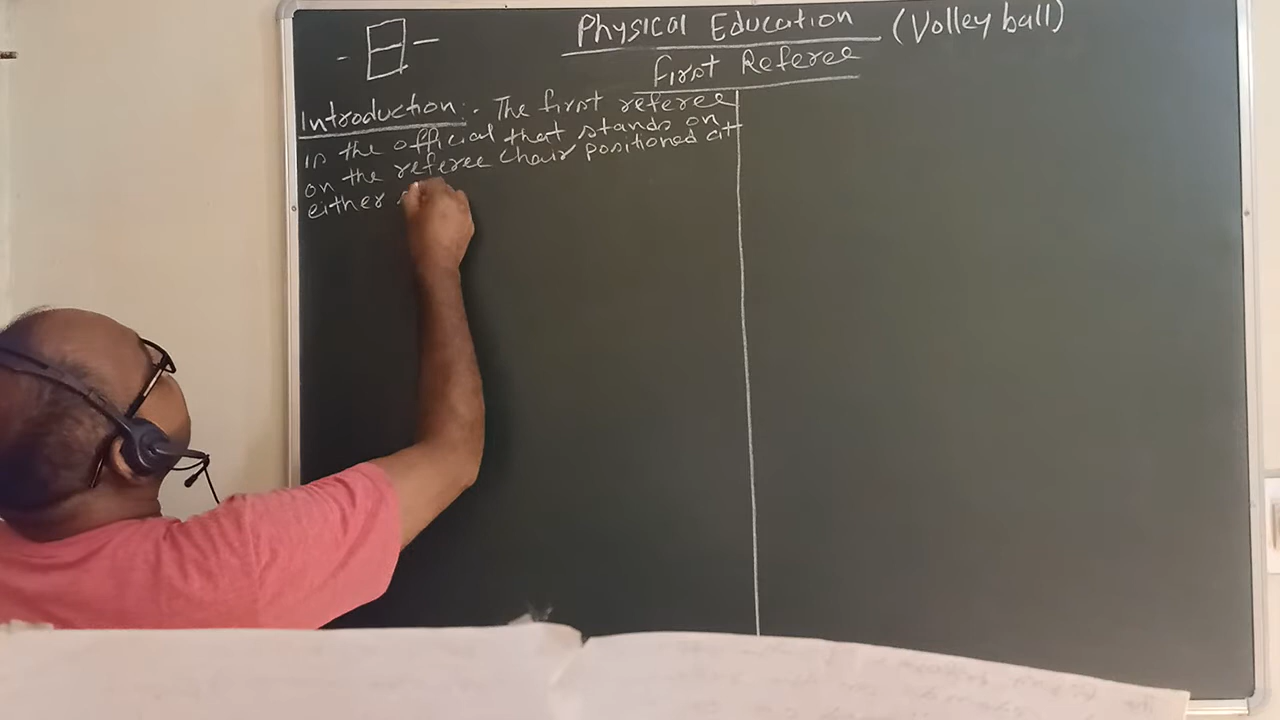 Physical Education (Volley ball)
First Referee
Introduction:- The first referee
is the official that stands on
on the referee chair positioned at
either